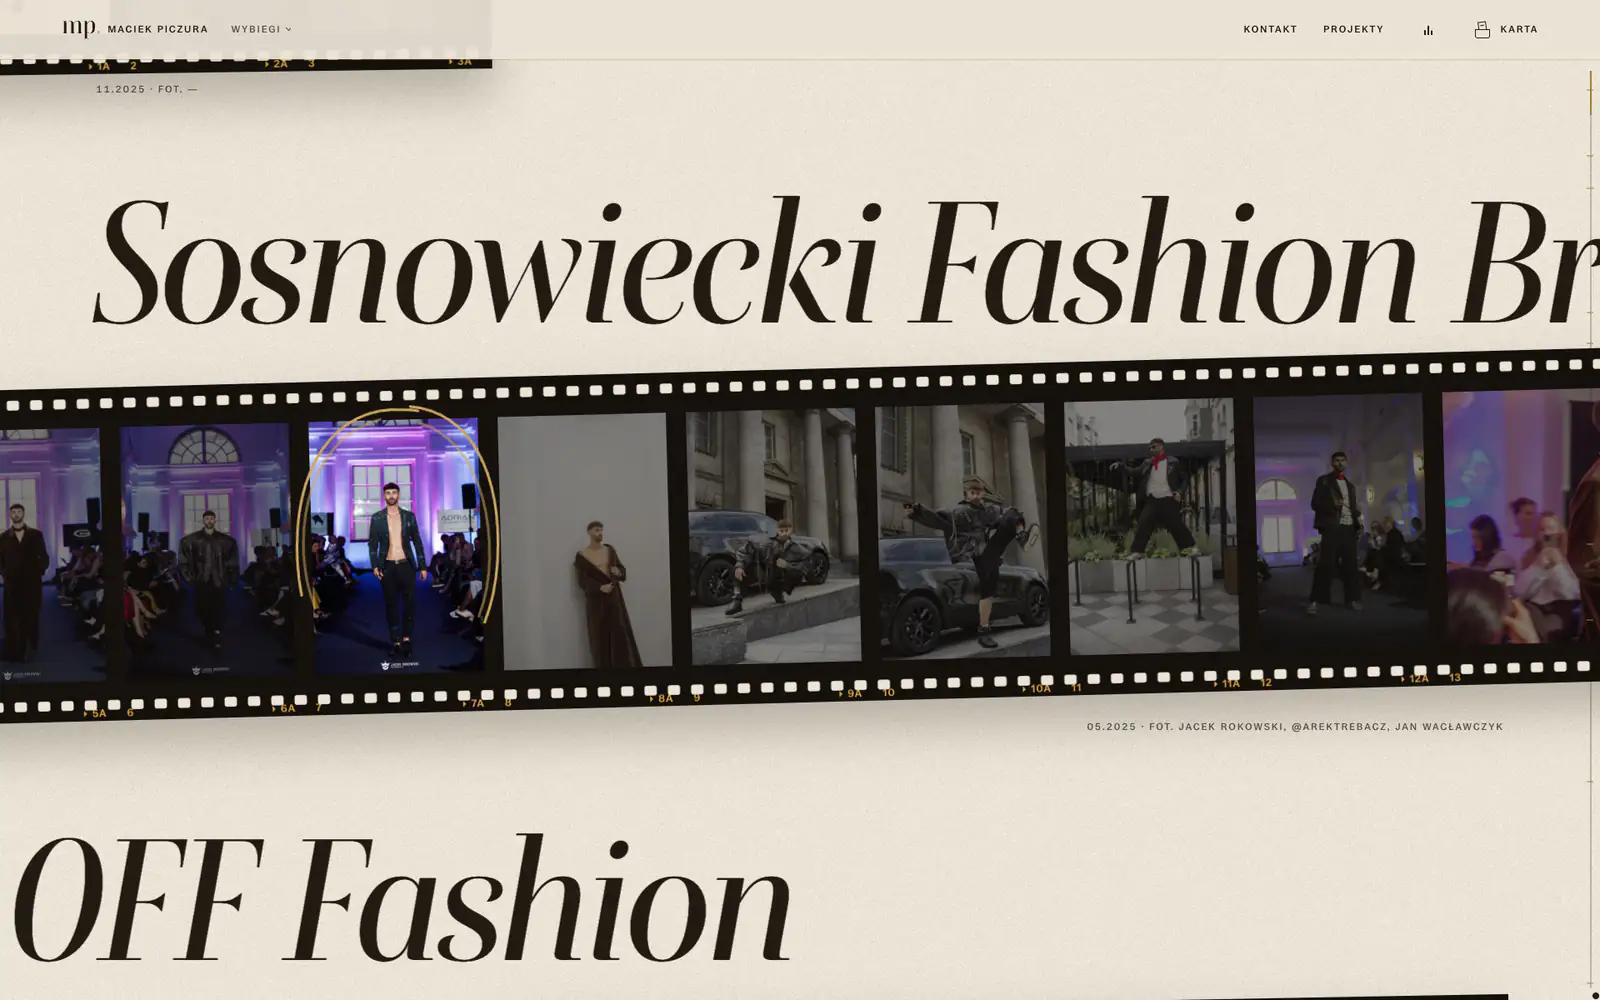 mp. MACIEK PICZURA WYBIEGI KONTAKT PROJEKTY KARTA
1A 2 2A 3 3A
11.2025 · FOT. —
Sosnowiecki Fashion Br
5A 6 6A 7 7A 8 8A 9 9A 10 10A 11 11A 12 12A 13
05.2025 · FOT. JACEK ROKOWSKI, @AREKTREBACZ, JAN WACŁAWCZYK
OFF Fashion